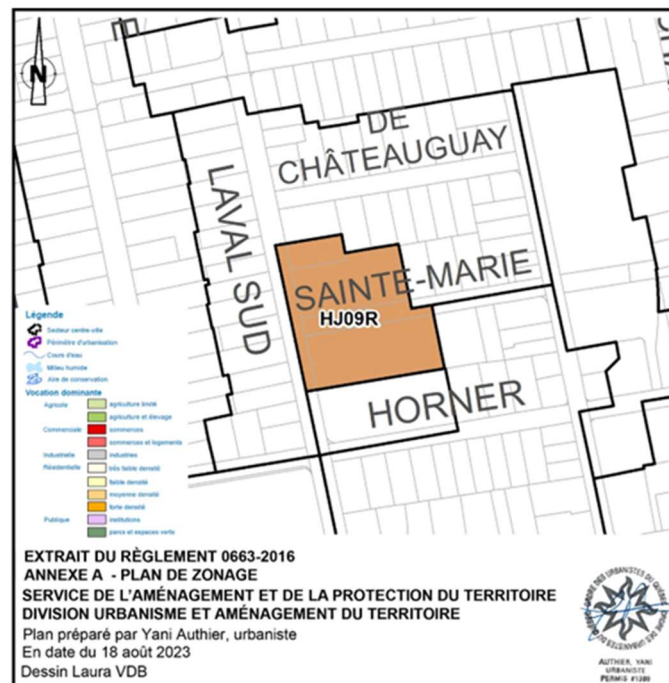 N
DE
CHÂTEAUGUAY
LAVAL SUD
SAINTE-MARIE
HJ09R
HORNER
Légende
Secteur centre-ville
Périmètre d'urbanisation
Cours d'eau
Milieu humide
Aire de conservation
Vocation dominante
Agricole
agriculture limité
agriculture et élevage
Commerciale
commerces
commerces et logements
Industrielle
industries
Résidentielle
très faible densité
faible densité
moyenne densité
forte densité
Publique
institutions
parcs et espaces verts
EXTRAIT DU RÈGLEMENT 0663-2016
ANNEXE A - PLAN DE ZONAGE
SERVICE DE L'AMÉNAGEMENT ET DE LA PROTECTION DU TERRITOIRE
DIVISION URBANISME ET AMÉNAGEMENT DU TERRITOIRE
Plan préparé par Yani Authier, urbaniste
En date du 18 août 2023
Dessin Laura VDB
AUTHIER, YANI
URBANISTE
PERMIS #1389